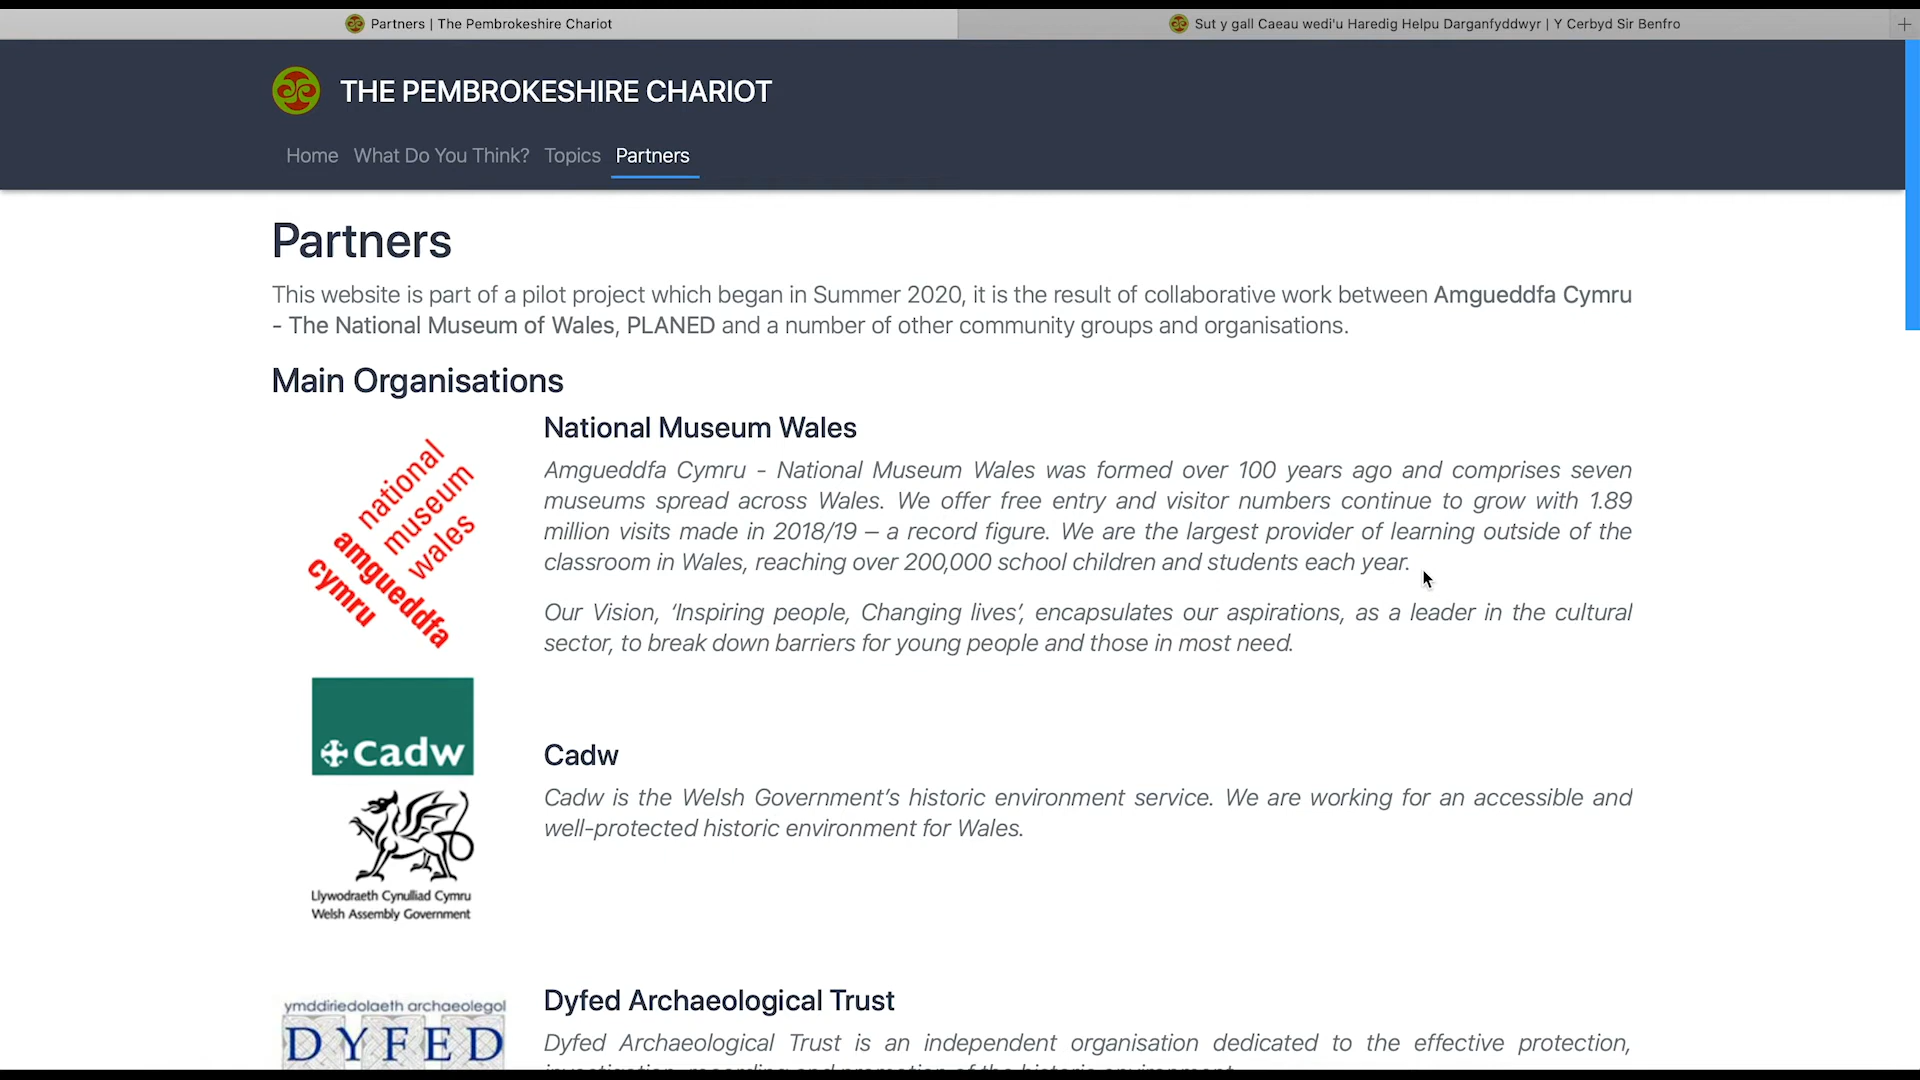 Partners | The Pembrokeshire Chariot
Sut y gall Caeau wedi'u Haredig Helpu Darganfyddwyr | Y Cerbyd Sir Benfro
THE PEMBROKESHIRE CHARIOT
Home What Do You Think? Topics Partners
Partners
This website is part of a pilot project which began in Summer 2020, it is the result of collaborative work between Amgueddfa Cymru
- The National Museum of Wales, PLANED and a number of other community groups and organisations.
Main Organisations
national
museum
wales
amgueddfa
cymru
National Museum Wales
Amgueddfa Cymru - National Museum Wales was formed over 100 years ago and comprises seven
museums spread across Wales. We offer free entry and visitor numbers continue to grow with 1.89
million visits made in 2018/19 – a record figure. We are the largest provider of learning outside of the
classroom in Wales, reaching over 200,000 school children and students each year.
Our Vision, ‘Inspiring people, Changing lives’, encapsulates our aspirations, as a leader in the cultural
sector, to break down barriers for young people and those in most need.
Cadw
Llywodraeth Cynulliad Cymru
Welsh Assembly Government
Cadw
Cadw is the Welsh Government’s historic environment service. We are working for an accessible and
well-protected historic environment for Wales.
ymddiriedolaeth archaeolegol
DYFED
Dyfed Archaeological Trust
Dyfed Archaeological Trust is an independent organisation dedicated to the effective protection,